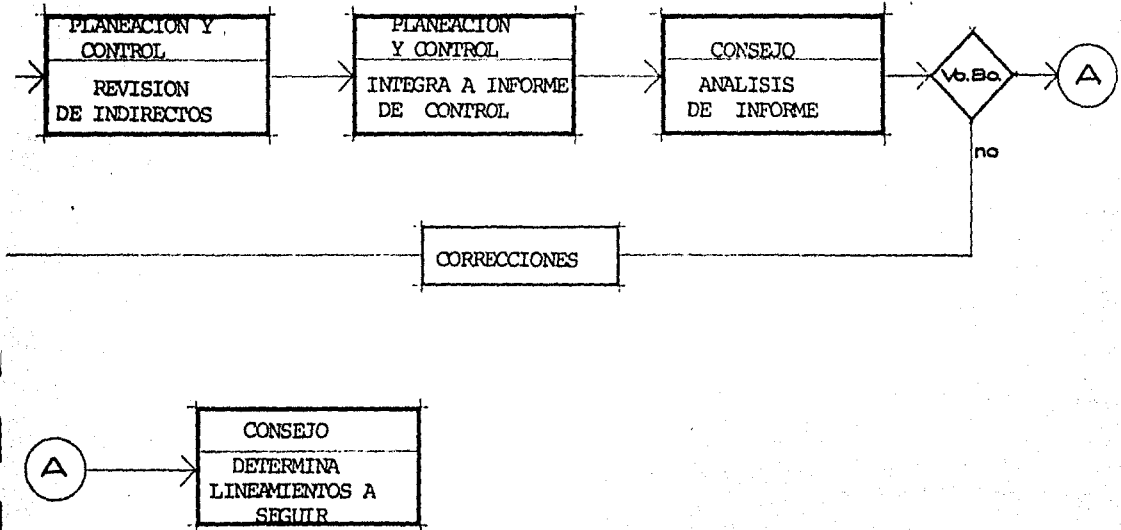 PLANEACION Y
CONTROL
REVISION
DE INDIRECTOS
PLANEACION
Y CONTROL
INTEGRA A INFORME
DE CONTROL
CONSEJO
ANALISIS
DE INFORME
Vo.Bo.
A
no
CORRECCIONES
A
CONSEJO
DETERMINA
LINEAMIENTOS A
SEGUIR